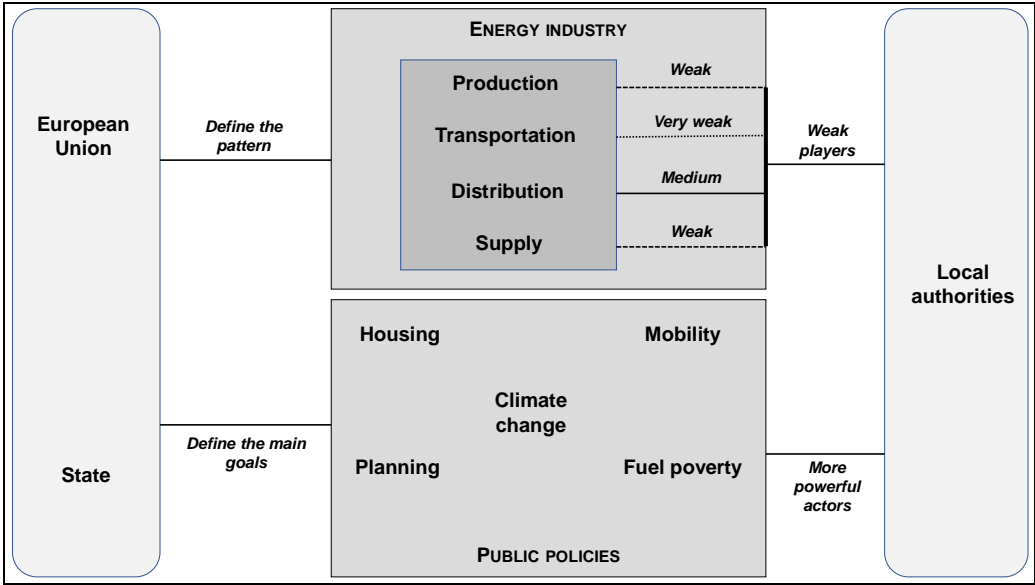 ENERGY INDUSTRY
Production
Weak
Transportation
Very weak
Distribution
Medium
Supply
Weak
European
Union
Define the
pattern
Weak
players
Local
authorities
Housing
Mobility
Climate
change
Planning
Fuel poverty
State
Define the main
goals
More
powerful
actors
PUBLIC POLICIES